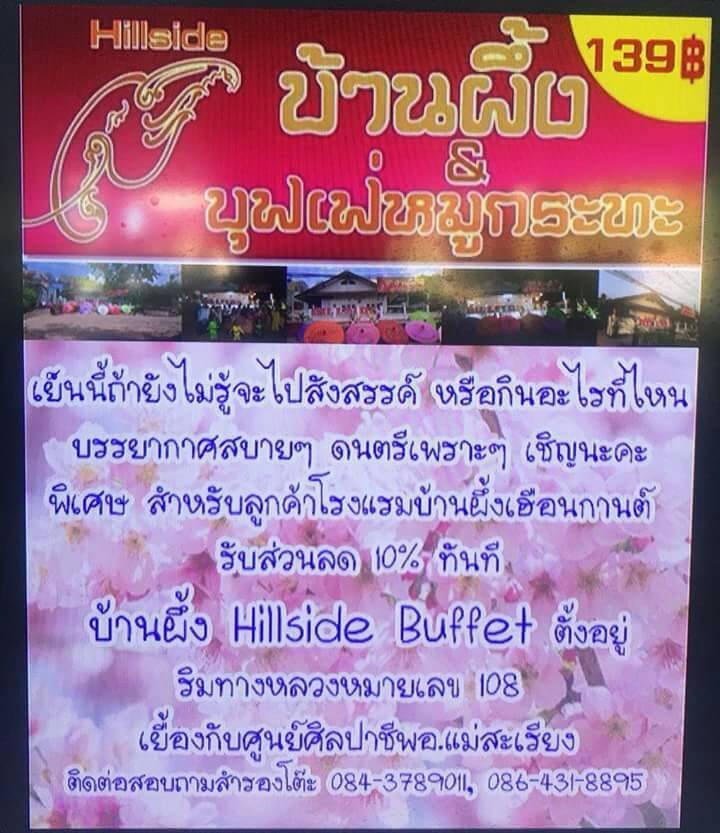 Hillside
139฿
บ้านผึ้ง
&
บุฟเฟ่หมูกระทะ
เย็นนี้ถ้ายังไม่รู้จะไปสังสรรค์ หรือกินอะไรที่ไหน
บรรยากาศสบายๆ ดนตรีเพราะๆ เชิญนะคะ
พิเศษ สำหรับลูกค้าโรงแรมบ้านผึ้งเฮือนกานต์
รับส่วนลด 10% ทันที
บ้านผึ้ง Hillside Buffet ตั้งอยู่
ริมทางหลวงหมายเลข 108
เยื้องกับศูนย์ศิลปาชีพอ.แม่สะเรียง
ติดต่อสอบถามสำรองโต๊ะ 084-3789011, 086-431-8895